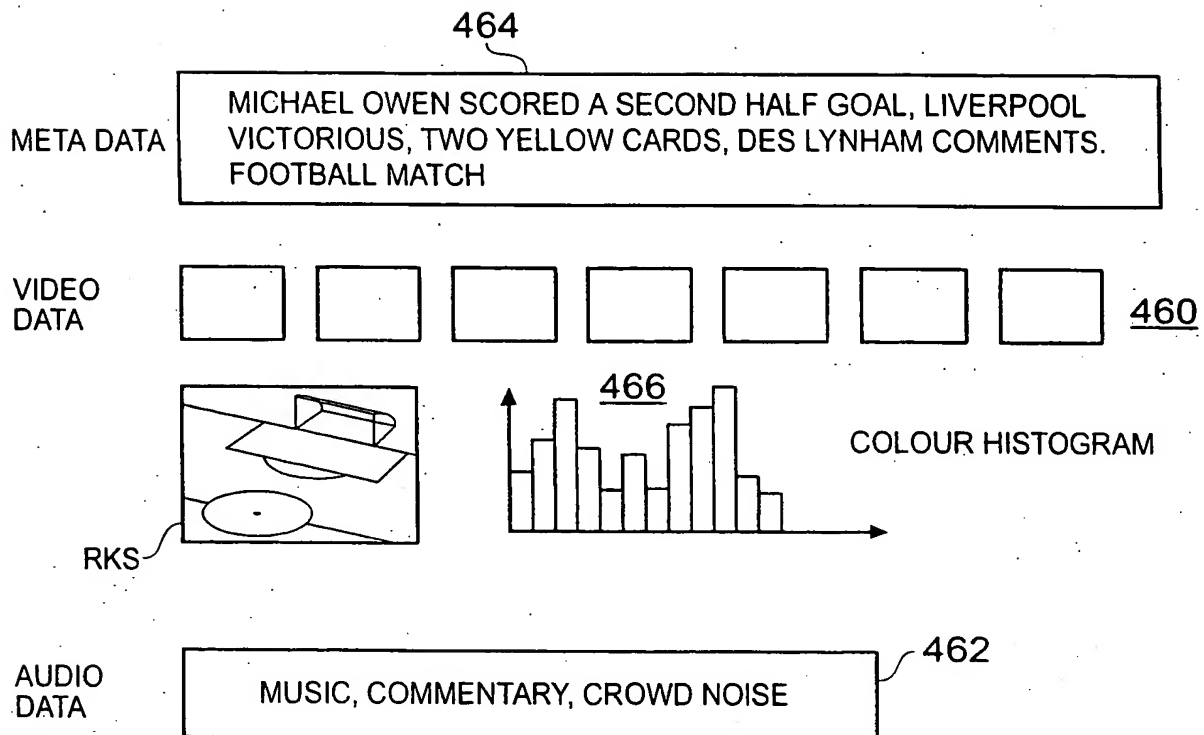 464
META DATA
MICHAEL OWEN SCORED A SECOND HALF GOAL, LIVERPOOL
VICTORIOUS, TWO YELLOW CARDS, DES LYNHAM COMMENTS.
FOOTBALL MATCH
VIDEO
DATA
460
466
COLOUR HISTOGRAM
RKS
462
AUDIO
DATA
MUSIC, COMMENTARY, CROWD NOISE